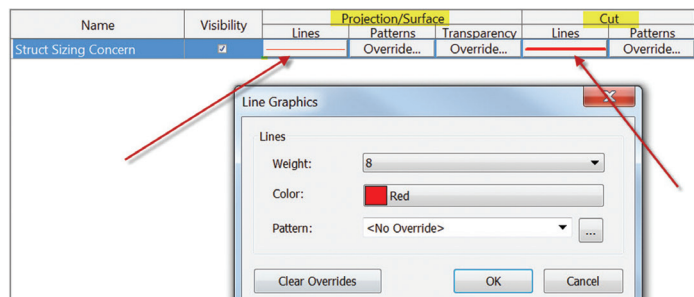 Name Visibility Projection/Surface Cut
Lines Patterns Transparency Lines Patterns
Struct Sizing Concern Override... Override... Override...
Line Graphics
Lines
Weight: 8
Color: Red
Pattern: <No Override> ...
Clear Overrides OK Cancel